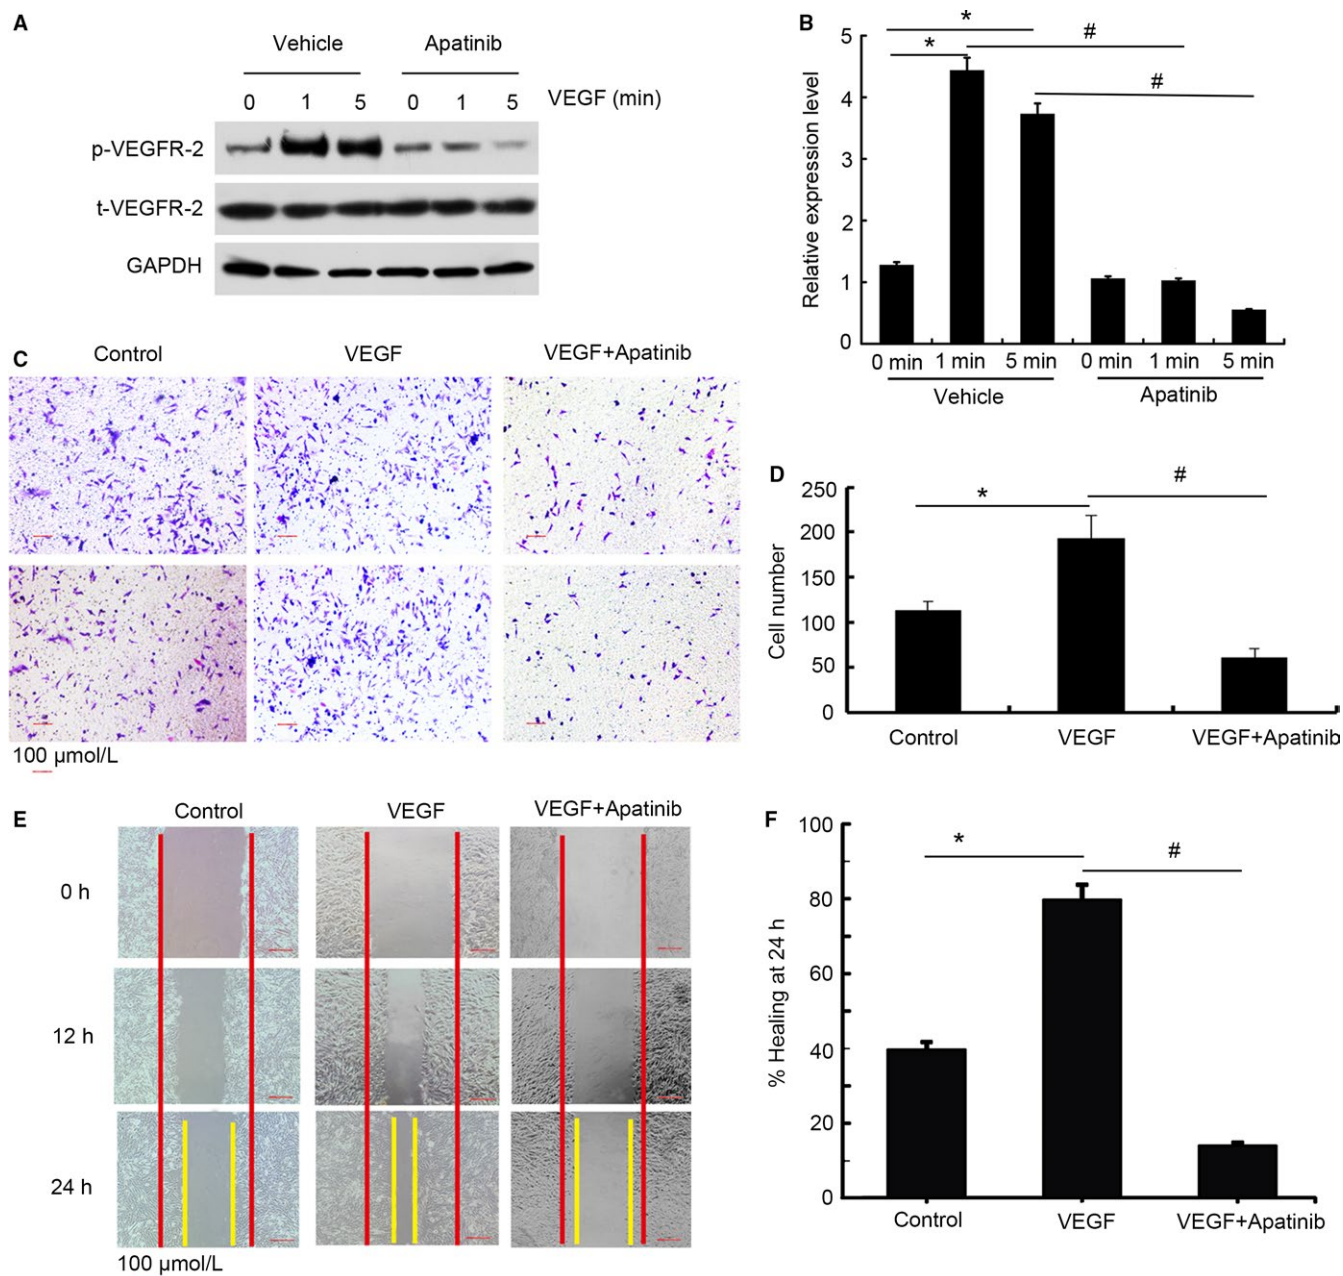 A
Vehicle Apatinib
0 1 5 0 1 5 VEGF (min)
p-VEGFR-2
t-VEGFR-2
GAPDH
B
* #
* #
Relative expression level
5
4
3
2
1
0
0 min 1 min 5 min 0 min 1 min 5 min
Vehicle Apatinib
C
Control VEGF VEGF+Apatinib
100 µmol/L
D
* #
Cell number
250
200
150
100
50
0
Control VEGF VEGF+Apatinib
E
Control VEGF VEGF+Apatinib
0 h
12 h
24 h
100 µmol/L
F
* #
% Healing at 24 h
100
80
60
40
20
0
Control VEGF VEGF+Apatinib